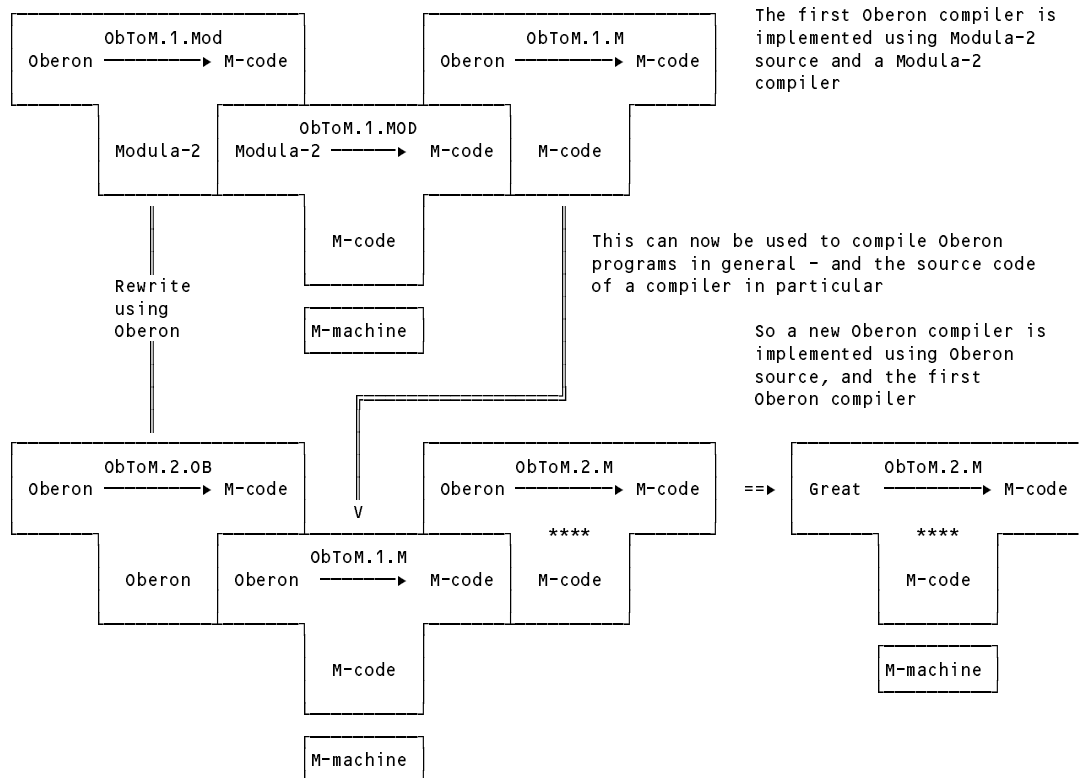 The first Oberon compiler is
implemented using Modula-2
source and a Modula-2
compiler
ObToM.1.Mod
Oberon M-code
ObToM.1.M
Oberon M-code
Modula-2
ObToM.1.MOD
Modula-2 M-code
M-code
M-code
M-machine
Rewrite
using
Oberon
This can now be used to compile Oberon
programs in general - and the source code
of a compiler in particular
So a new Oberon compiler is
implemented using Oberon
source, and the first
Oberon compiler
ObToM.2.OB
Oberon M-code
V
ObToM.2.M
Oberon M-code
****
==
ObToM.2.M
Great M-code
****
Oberon
ObToM.1.M
Oberon M-code
M-code
M-code
M-code
M-machine
M-machine